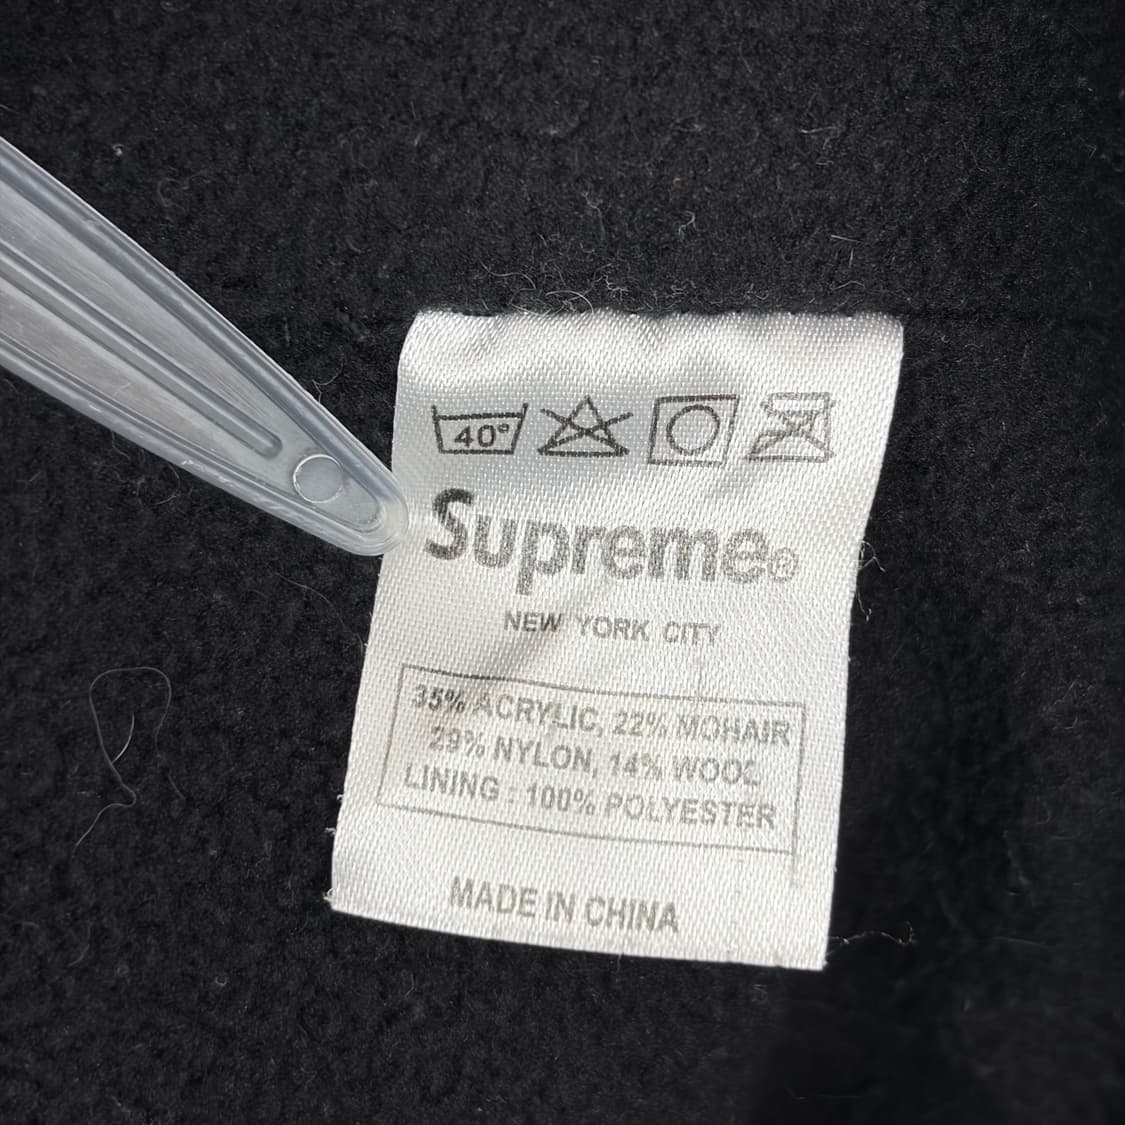 40°
Supreme®
NEW YORK CITY
35% ACRYLIC, 22% MOHAIR
29% NYLON, 14% WOOL
LINING : 100% POLYESTER
MADE IN CHINA